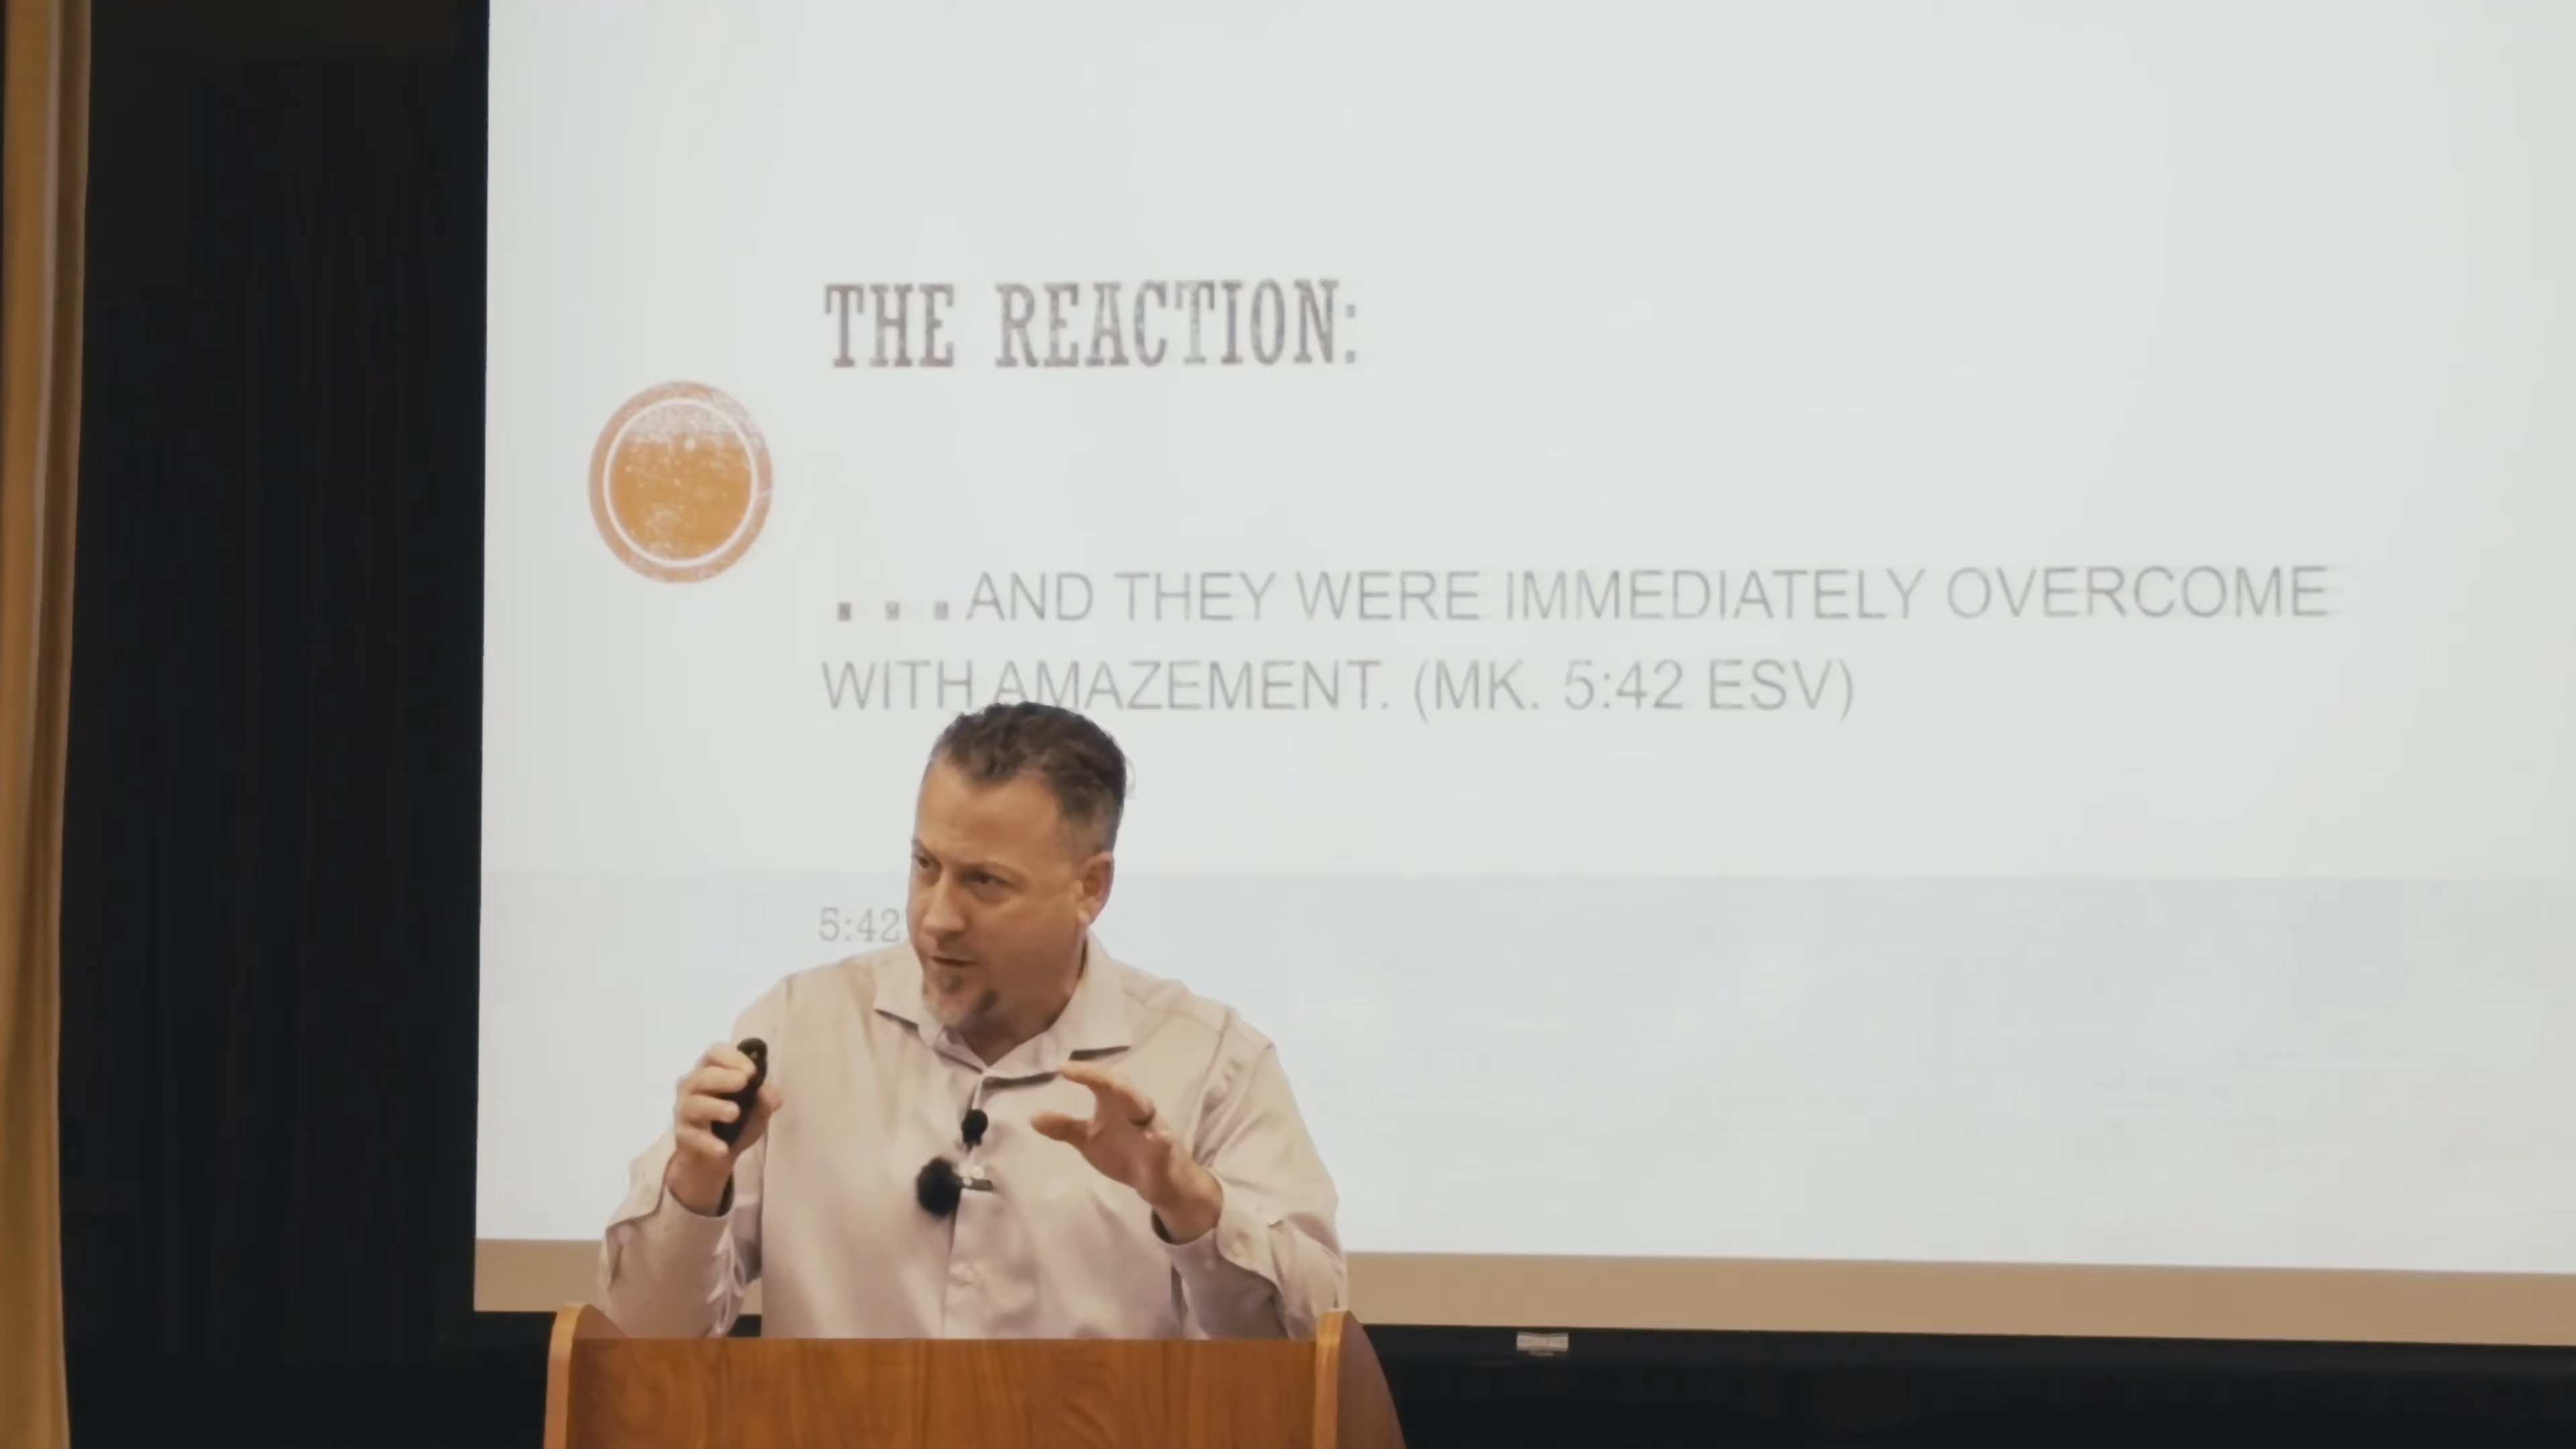 THE REACTION:
...AND THEY WERE IMMEDIATELY OVERCOME
WITH AMAZEMENT. (MK. 5:42 ESV)
5:42